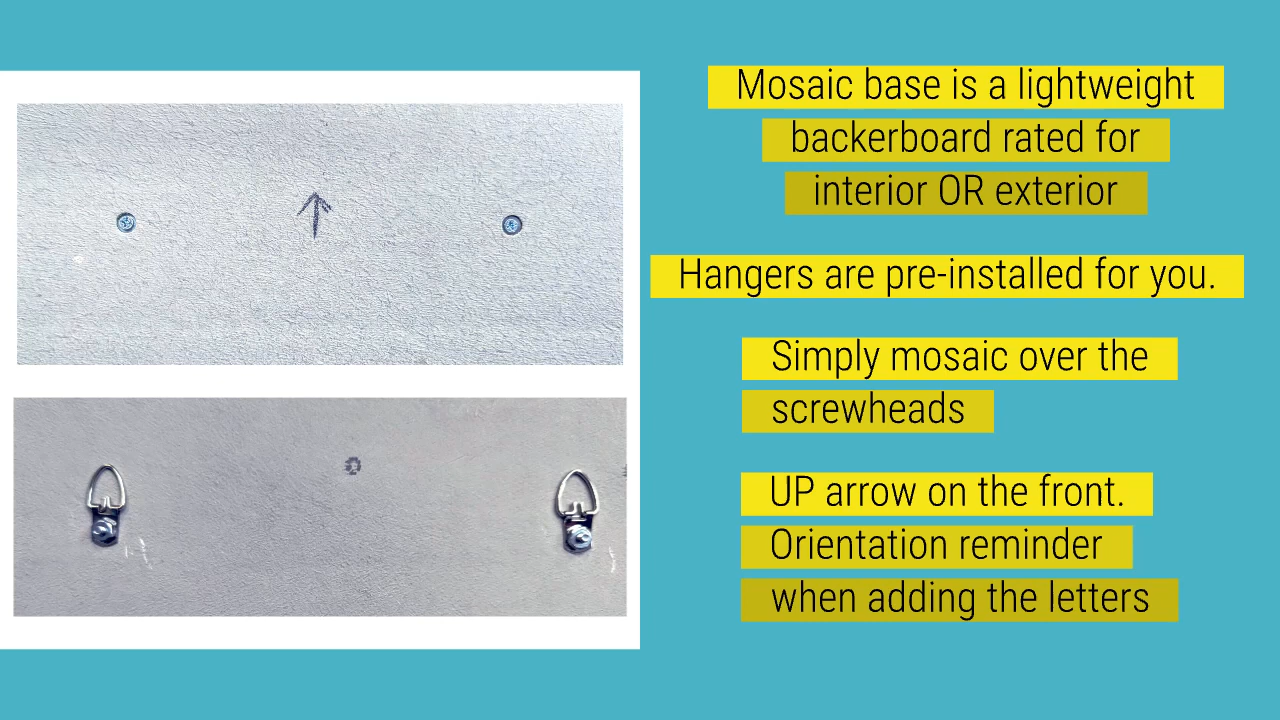 Mosaic base is a lightweight
backerboard rated for
interior OR exterior
Hangers are pre-installed for you.
Simply mosaic over the
screwheads
UP arrow on the front.
Orientation reminder
when adding the letters